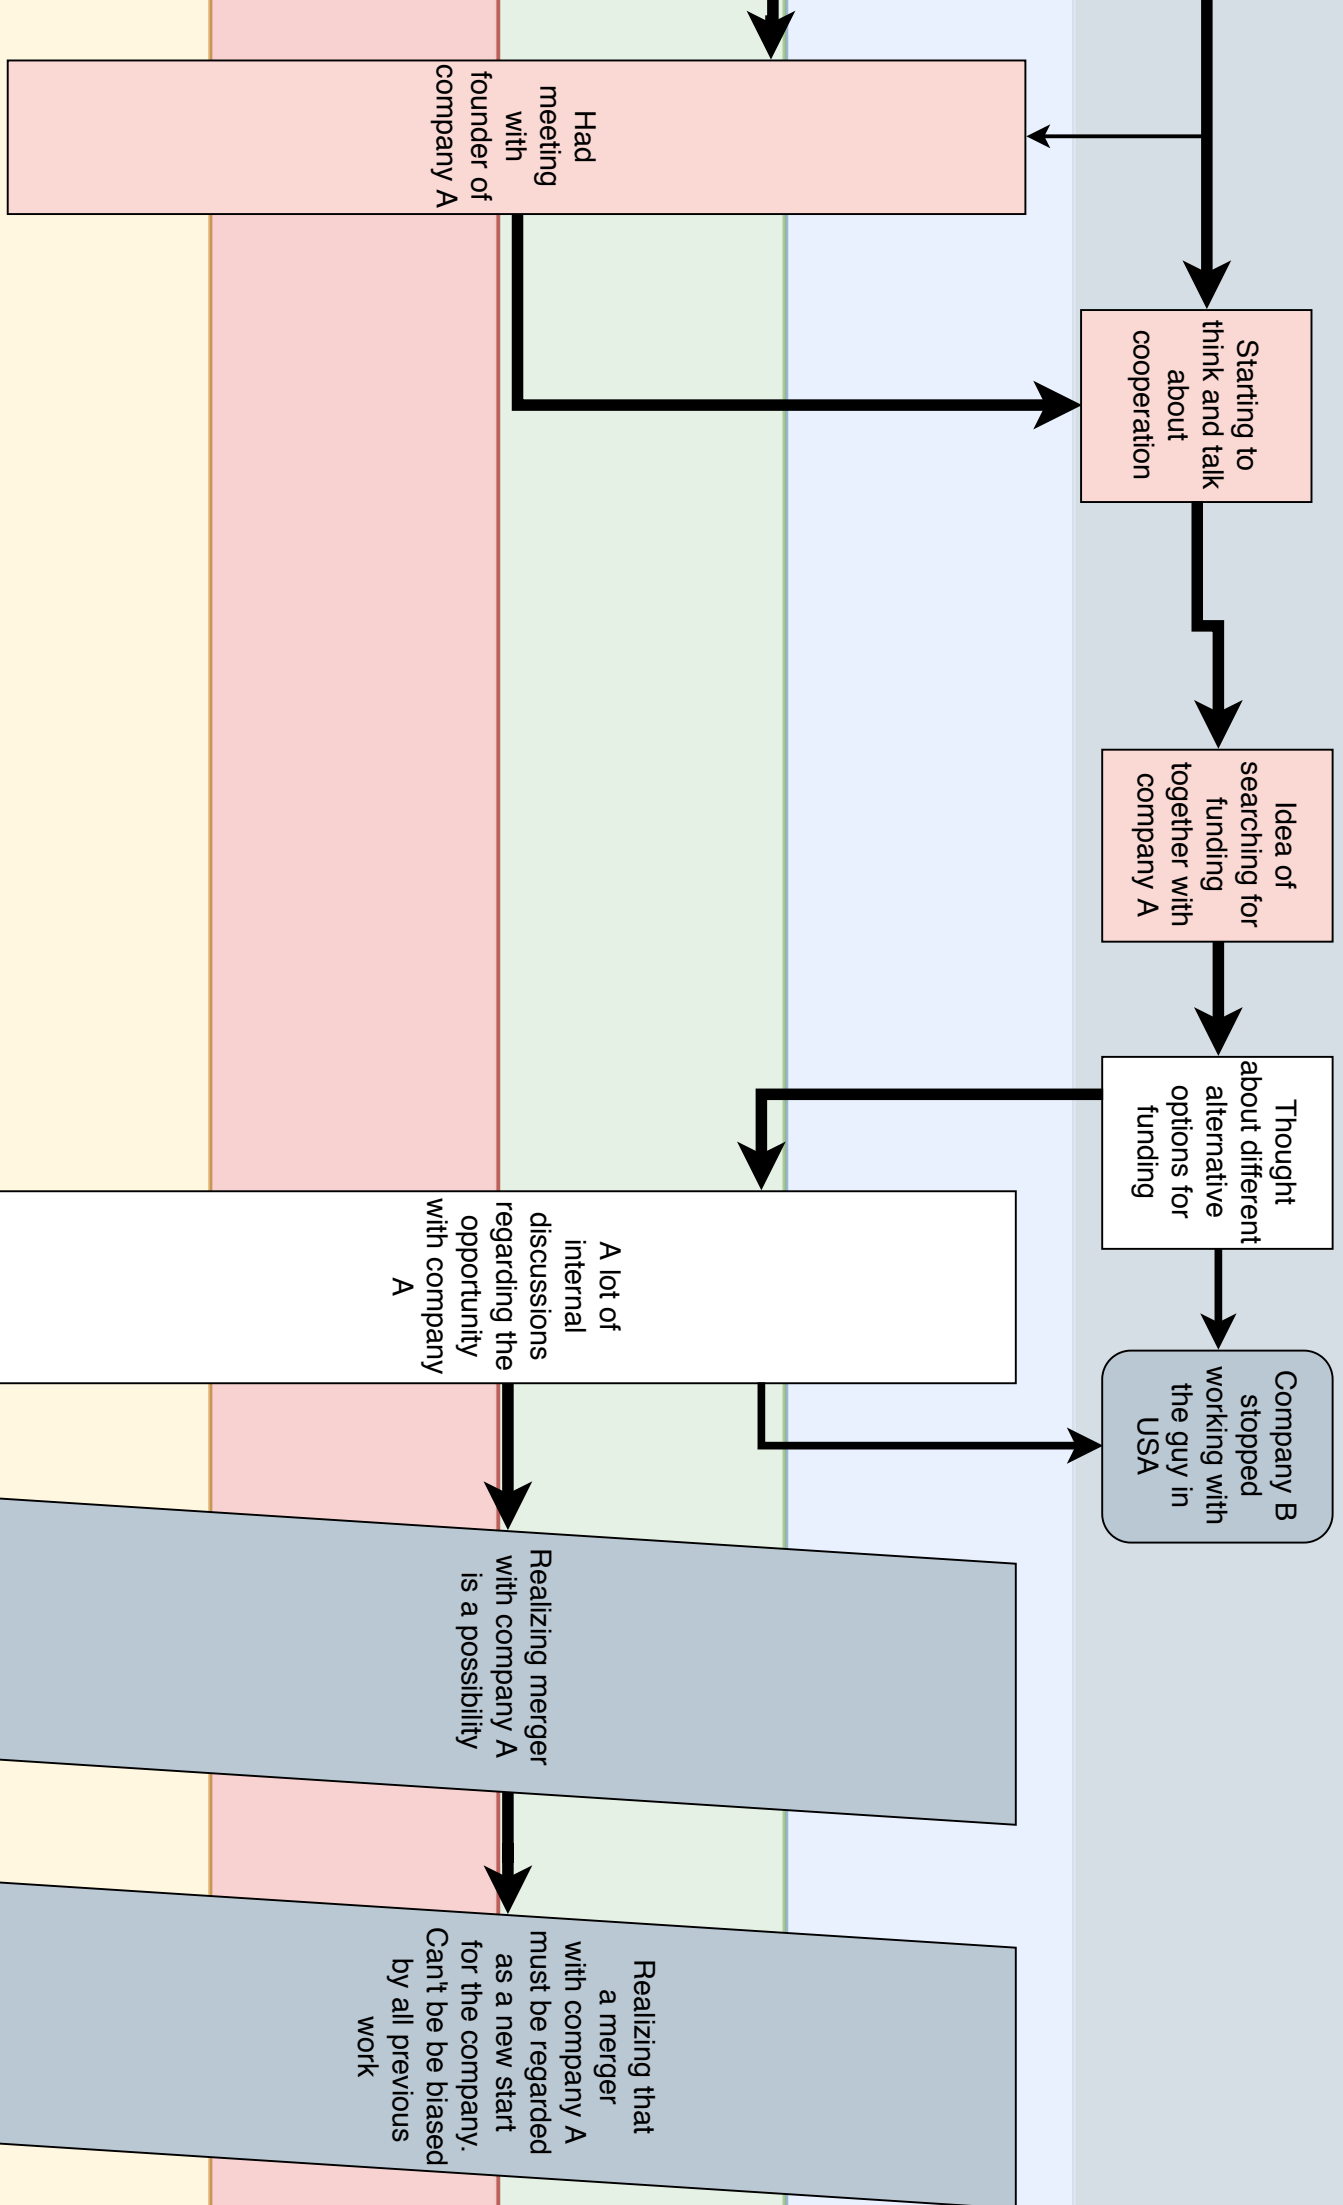 Had
meeting
with
founder of
company A
Starting to
think and talk
about
cooperation
Idea of
searching for
funding
together with
company A
Thought
about different
alternative
options for
funding
A lot of
internal
discussions
regarding the
opportunity
with company
A
Company B
stopped
working with
the guy in
USA
Realizing merger
with company A
is a possibility
Realizing that
a merger
with company A
must be regarded
as a new start
for the company.
Can't be be biased
by all previous
work